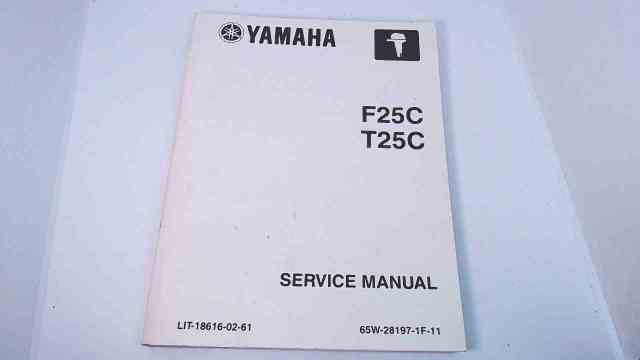 YAMAHA
F25C
T25C
SERVICE MANUAL
LIT-18616-02-61
65W-28197-1F-11